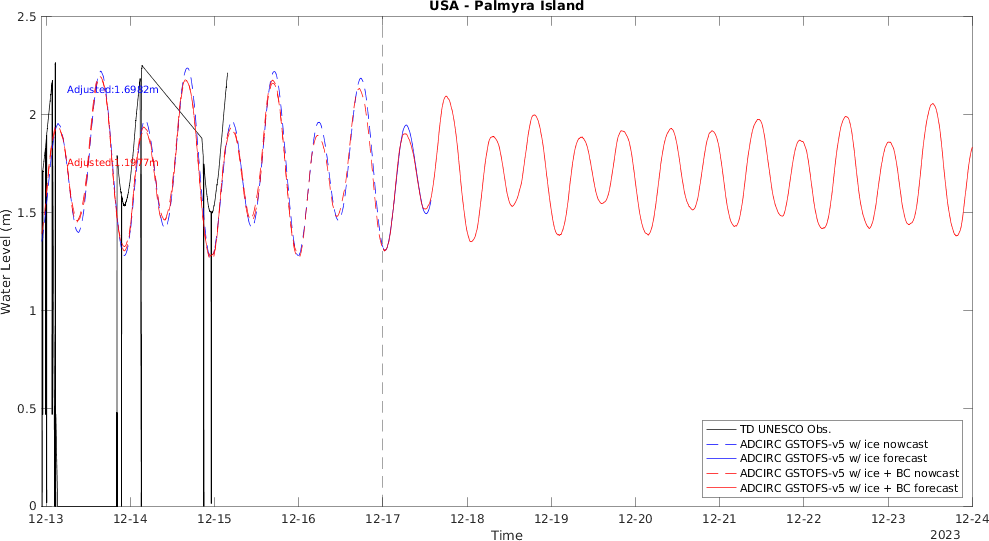 USA - Palmyra Island
Water Level (m)
2.5
2
1.5
1
0.5
0
Adjusted:1.6982m
Adjusted:1.1977m
TD UNESCO Obs.
ADCIRC GSTOFS-v5 w/ ice nowcast
ADCIRC GSTOFS-v5 w/ ice forecast
ADCIRC GSTOFS-v5 w/ ice + BC nowcast
ADCIRC GSTOFS-v5 w/ ice + BC forecast
12-13 12-14 12-15 12-16 12-17 12-18 12-19 12-20 12-21 12-22 12-23 12-24
Time
2023